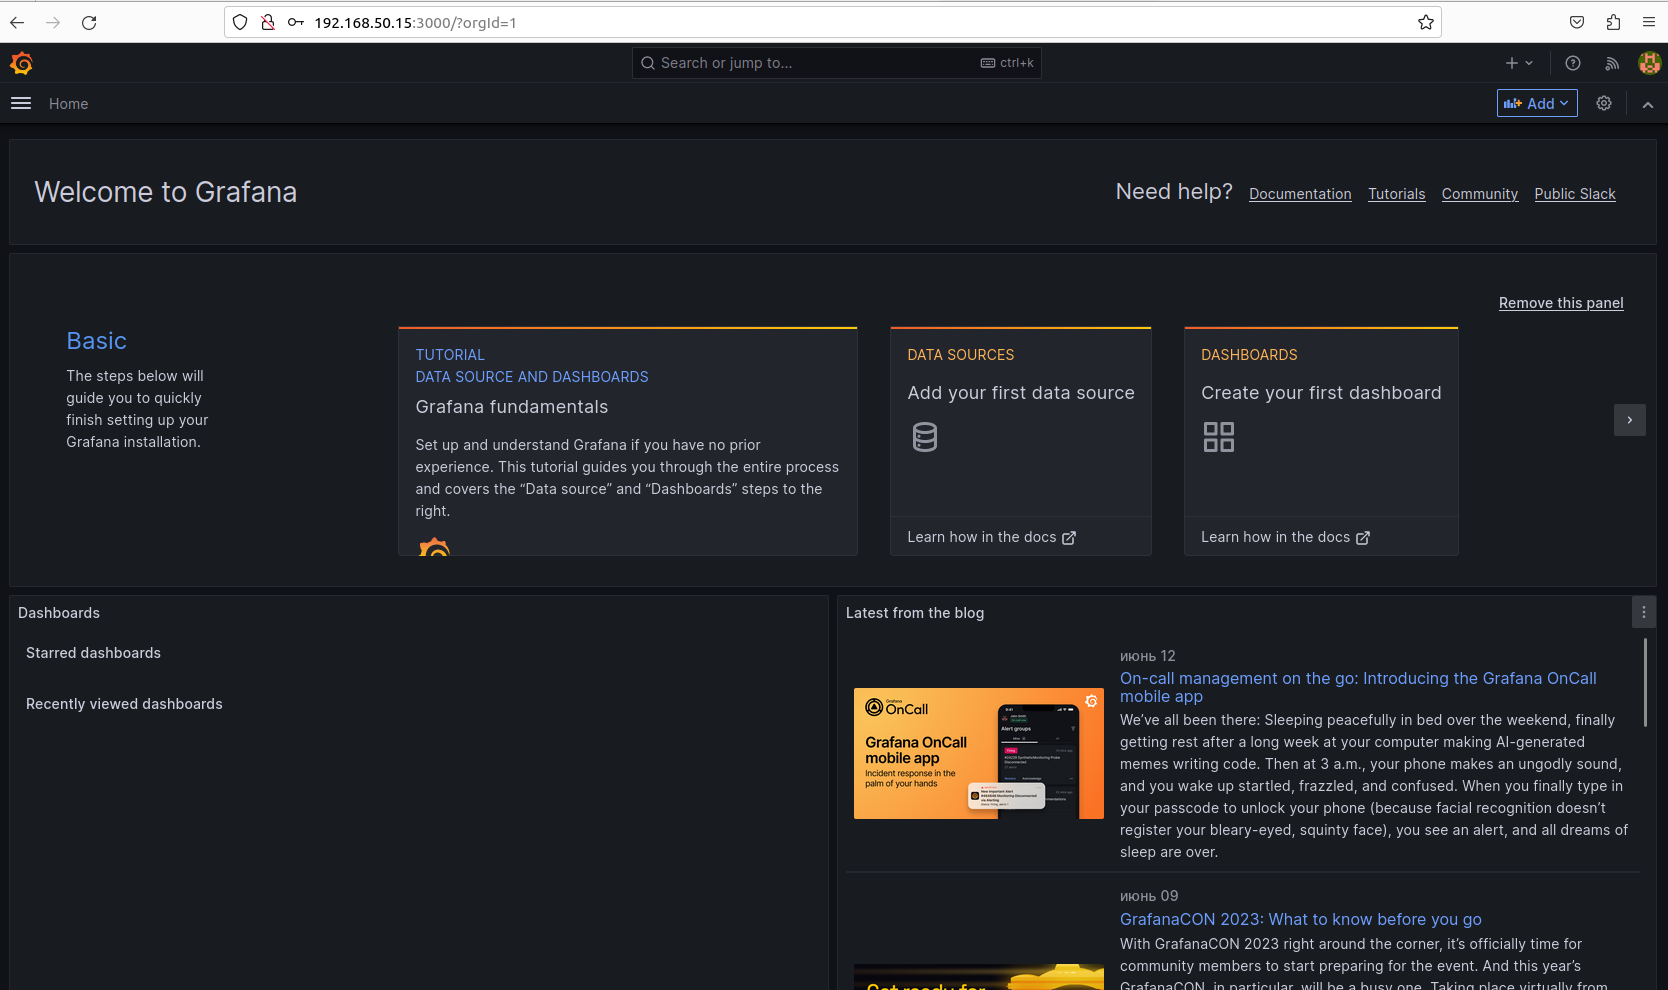 192.168.50.15:3000/?orgId=1
Search or jump to...
ctrl+k
Home
Add
Welcome to Grafana
Need help?
Documentation
Tutorials
Community
Public Slack
Remove this panel
Basic
The steps below will
guide you to quickly
finish setting up your
Grafana installation.
TUTORIAL
DATA SOURCE AND DASHBOARDS
Grafana fundamentals
Set up and understand Grafana if you have no prior
experience. This tutorial guides you through the entire process
and covers the “Data source” and “Dashboards” steps to the
right.
DATA SOURCES
Add your first data source
Learn how in the docs
DASHBOARDS
Create your first dashboard
Learn how in the docs
Dashboards
Starred dashboards
Recently viewed dashboards
Latest from the blog
Grafana
OnCall
Grafana OnCall
mobile app
Incident response in the
palm of your hands
Alert groups
июнь 12
On-call management on the go: Introducing the Grafana OnCall
mobile app
We’ve all been there: Sleeping peacefully in bed over the weekend, finally
getting rest after a long week at your computer making AI-generated
memes writing code. Then at 3 a.m., your phone makes an ungodly sound,
and you wake up startled, frazzled, and confused. When you finally type in
your passcode to unlock your phone (because facial recognition doesn’t
register your bleary-eyed, squinty face), you see an alert, and all dreams of
sleep are over.
июнь 09
GrafanaCON 2023: What to know before you go
With GrafanaCON 2023 right around the corner, it’s officially time for
community members to start preparing for the event. And this year’s
GrafanaCON, in particular, will be a busy one. Taking place virtually from
Get ready for